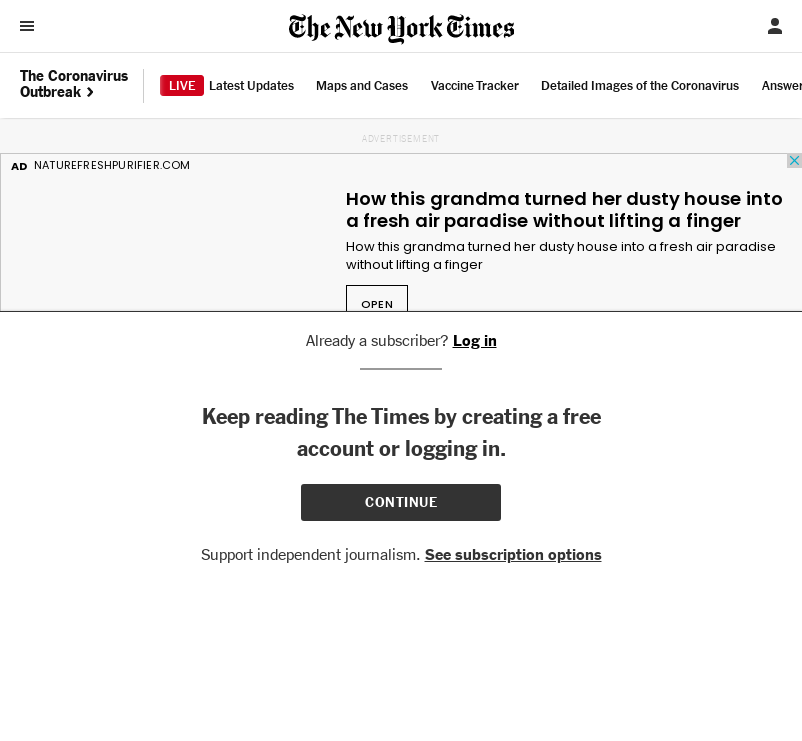 The New York Times
The Coronavirus
Outbreak
LIVE Latest Updates Maps and Cases Vaccine Tracker Detailed Images of the Coronavirus Answer
ADVERTISEMENT
AD NATUREFRESHPURIFIER.COM
How this grandma turned her dusty house into
a fresh air paradise without lifting a finger
How this grandma turned her dusty house into a fresh air paradise
without lifting a finger
OPEN
Already a subscriber? Log in
Keep reading The Times by creating a free
account or logging in.
CONTINUE
Support independent journalism. See subscription options